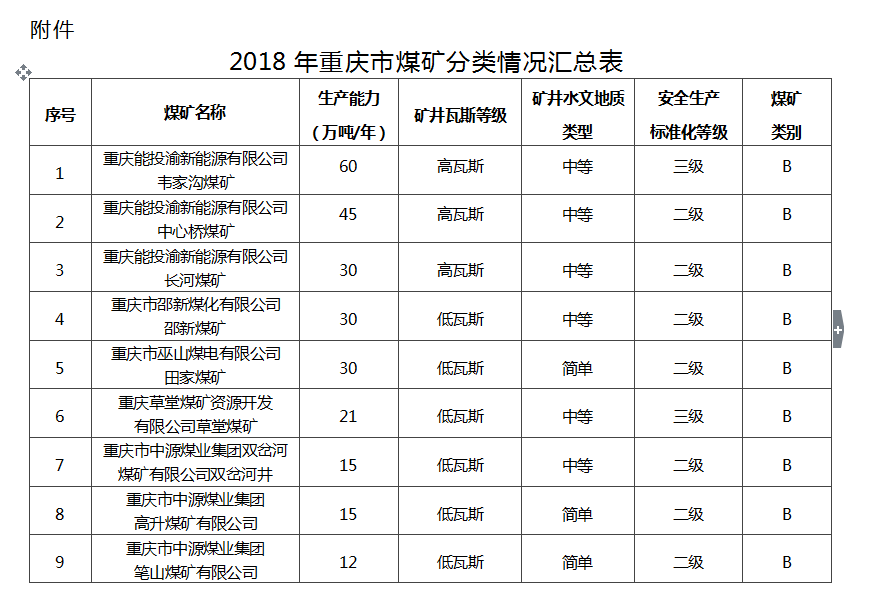 附件
2018 年重庆市煤矿分类情况汇总表
序号 煤矿名称 生产能力（万吨/年） 矿井瓦斯等级 矿井水文地质类型 安全生产标准化等级 煤矿类别
1 重庆能投渝新能源有限公司韦家沟煤矿 60 高瓦斯 中等 三级 B
2 重庆能投渝新能源有限公司中心桥煤矿 45 高瓦斯 中等 二级 B
3 重庆能投渝新能源有限公司长河煤矿 30 高瓦斯 中等 二级 B
4 重庆市邵新煤化有限公司邵新煤矿 30 低瓦斯 中等 二级 B
5 重庆市巫山煤电有限公司田家煤矿 30 低瓦斯 简单 二级 B
6 重庆草堂煤矿资源开发有限公司草堂煤矿 21 低瓦斯 中等 三级 B
7 重庆市中源煤业集团双岔河煤矿有限公司双岔河井 15 低瓦斯 中等 二级 B
8 重庆市中源煤业集团高升煤矿有限公司 15 低瓦斯 简单 二级 B
9 重庆市中源煤业集团笔山煤矿有限公司 12 低瓦斯 简单 二级 B